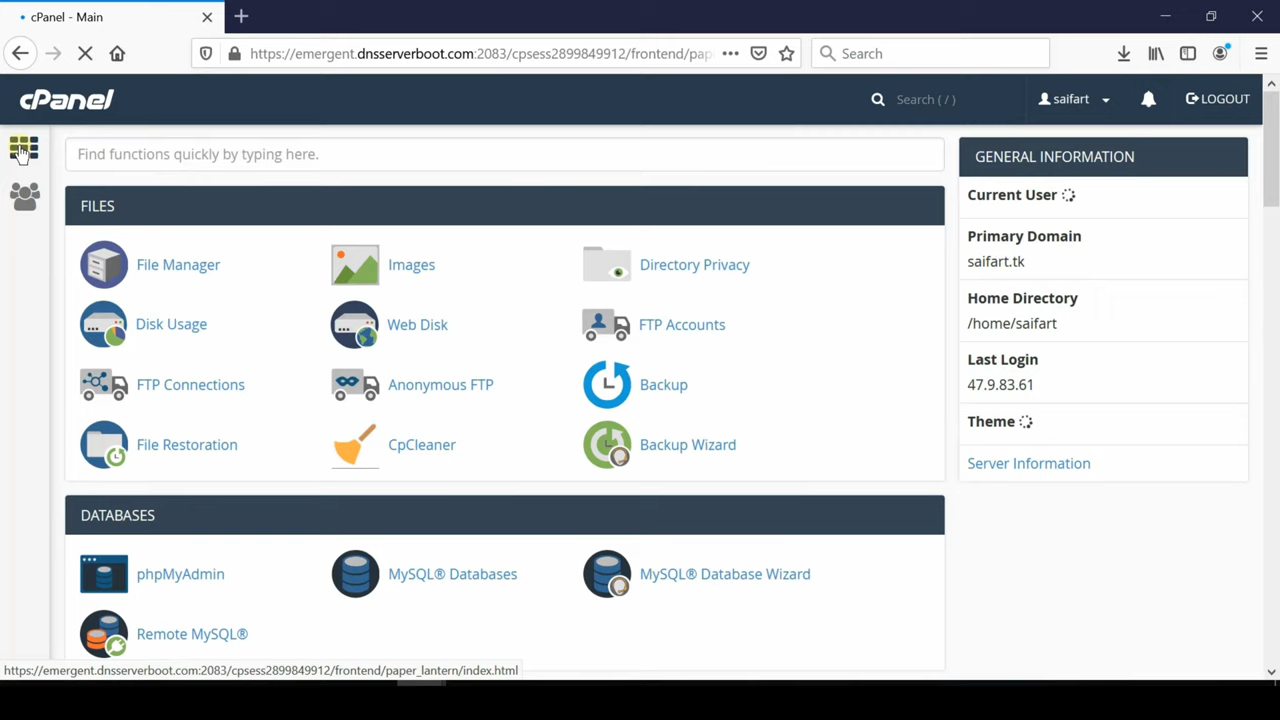 cPanel - Main
https://emergent.dnsserverboot.com:2083/cpsess2899849912/frontend/pap
Search
cPanel
Search ( / )
saifart
LOGOUT
Find functions quickly by typing here.
GENERAL INFORMATION
Current User
Primary Domain
saifart.tk
Home Directory
/home/saifart
Last Login
47.9.83.61
Theme
Server Information
FILES
File Manager
Images
Directory Privacy
Disk Usage
Web Disk
FTP Accounts
FTP Connections
Anonymous FTP
Backup
File Restoration
CpCleaner
Backup Wizard
DATABASES
phpMyAdmin
MySQL® Databases
MySQL® Database Wizard
Remote MySQL®
https://emergent.dnsserverboot.com:2083/cpsess2899849912/frontend/paper_lantern/index.html